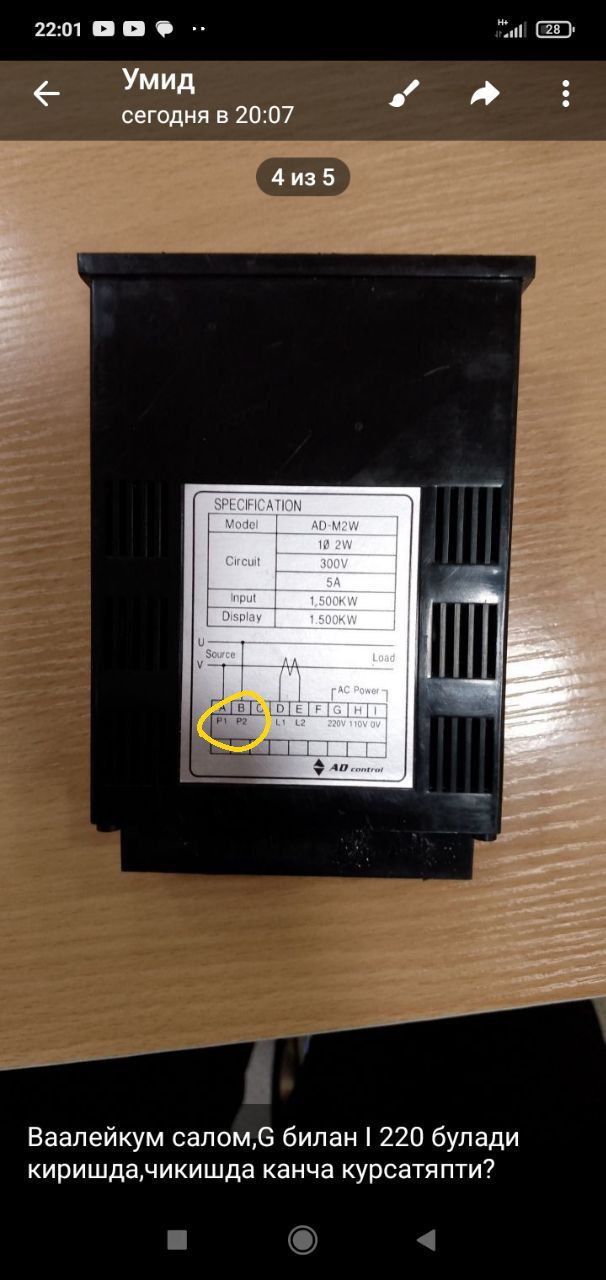 22:01
H+
28
Умид
сегодня в 20:07
4 из 5
SPECIFICATION
Model AD-M2W
Circuit 1Ø 2W
300V
5A
Input 1,500KW
Display 1.500KW
U
Source
V
Load
AC Power
A B C D E F G H I
P1 P2 L1 L2 220V 110V 0V
AD control
Ваалейкум салом,G билан I 220 булади
киришда,чикишда канча курсатяпти?